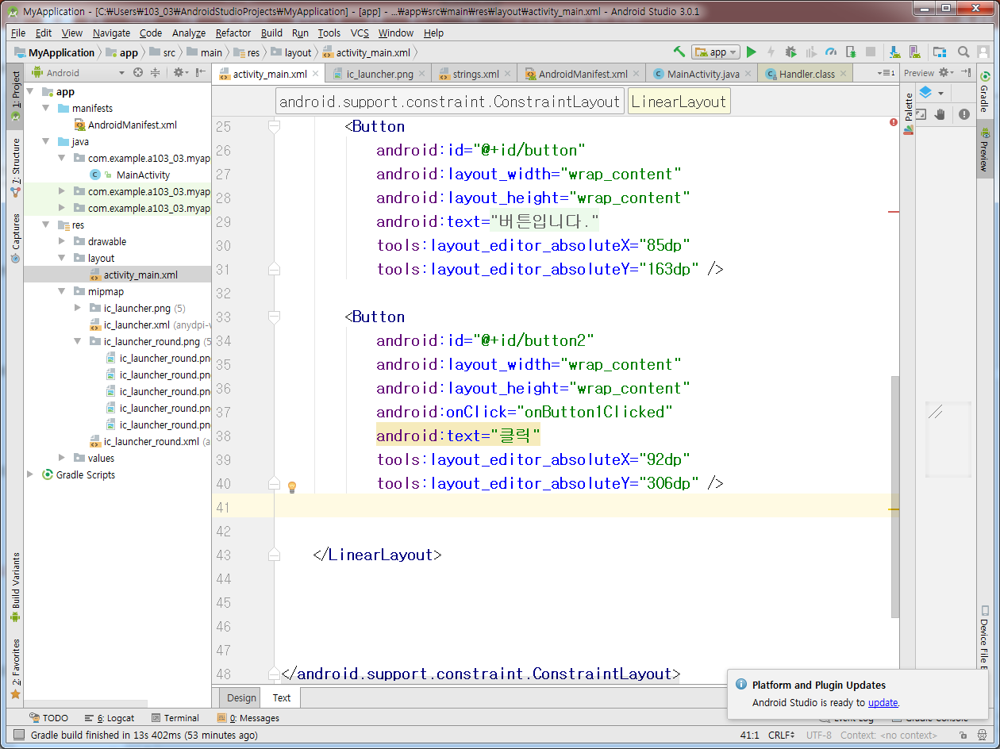 MyApplication - [C:₩Users₩103_03₩AndroidStudioProjects₩MyApplication] - [app] - ...₩app₩src₩main₩res₩layout₩activity_main.xml - Android Studio 3.0.1
File Edit View Navigate Code Analyze Refactor Build Run Tools VCS Window Help
MyApplication app src main res layout activity_main.xml
app
Android
activity_main.xml ic_launcher.png strings.xml AndroidManifest.xml MainActivity.java Handler.class
1
Preview
1: Project
7: Structure
Captures
Build Variants
2: Favorites
app
manifests
AndroidManifest.xml
java
com.example.a103_03.myap
MainActivity
com.example.a103_03.myap
com.example.a103_03.myap
res
drawable
layout
activity_main.xml
mipmap
ic_launcher.png (5)
ic_launcher.xml (anydpi-v
ic_launcher_round.png (5
ic_launcher_round.pn
ic_launcher_round.pn
ic_launcher_round.pn
ic_launcher_round.pn
ic_launcher_round.pn
ic_launcher_round.xml (a
values
Gradle Scripts
android.support.constraint.ConstraintLayout LinearLayout
25 <Button
26 android:id="@+id/button"
27 android:layout_width="wrap_content"
28 android:layout_height="wrap_content"
29 android:text="버튼입니다."
30 tools:layout_editor_absoluteX="85dp"
31 tools:layout_editor_absoluteY="163dp" />
32
33 <Button
34 android:id="@+id/button2"
35 android:layout_width="wrap_content"
36 android:layout_height="wrap_content"
37 android:onClick="onButton1Clicked"
38 android:text="클릭"
39 tools:layout_editor_absoluteX="92dp"
40 tools:layout_editor_absoluteY="306dp" />
41
42
43 </LinearLayout>
44
45
46
47
48 </android.support.constraint.ConstraintLayout>
Palette
Gradle
Preview
Device File E
Design Text
Platform and Plugin Updates
Android Studio is ready to update.
TODO 6: Logcat Terminal 0: Messages Event Log Gradle Console
Gradle build finished in 13s 402ms (53 minutes ago)
41:1 CRLF UTF-8 Context: <no context>